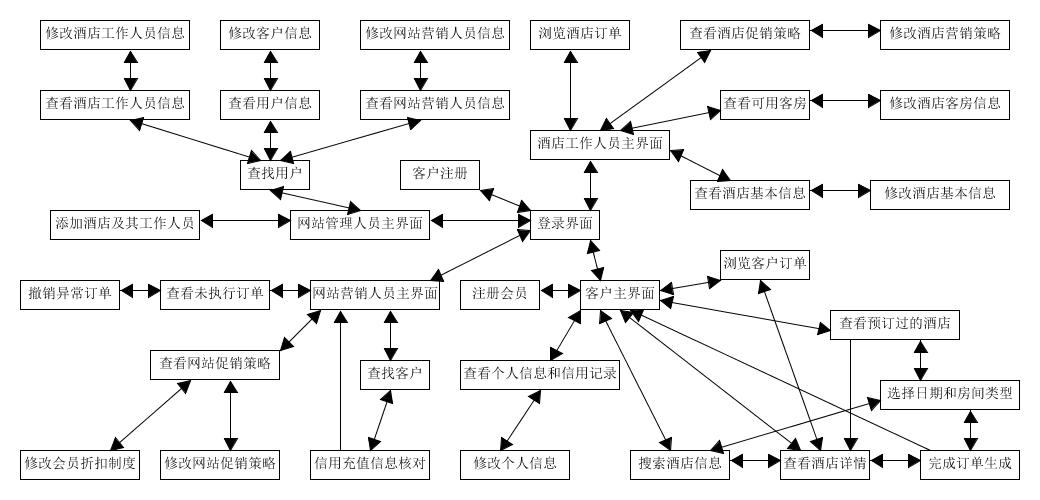 修改酒店工作人员信息
修改客户信息
修改网站营销人员信息
浏览酒店订单
查看酒店促销策略
修改酒店营销策略
查看酒店工作人员信息
查看用户信息
查看网站营销人员信息
查看可用客房
修改酒店客房信息
酒店工作人员主界面
查找用户
客户注册
查看酒店基本信息
修改酒店基本信息
添加酒店及其工作人员
网站管理人员主界面
登录界面
浏览客户订单
撤销异常订单
查看未执行订单
网站营销人员主界面
注册会员
客户主界面
查看预订过的酒店
查看网站促销策略
查找客户
查看个人信息和信用记录
选择日期和房间类型
修改会员折扣制度
修改网站促销策略
信用充值信息核对
修改个人信息
搜索酒店信息
查看酒店详情
完成订单生成